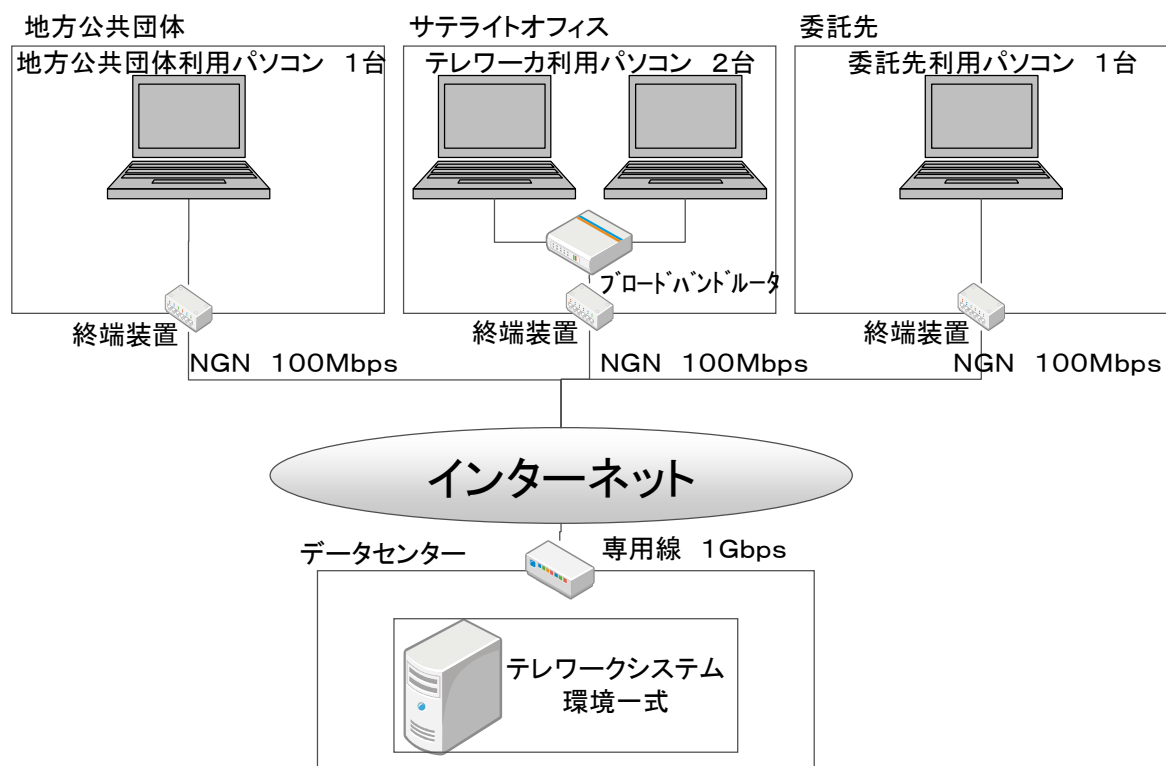 地方公共団体
サテライトオフィス
委託先
地方公共団体利用パソコン　1台
テレワーカ利用パソコン　2台
委託先利用パソコン　1台
ﾌﾞﾛｰﾄﾞﾊﾞﾝﾄﾞﾙｰﾀ
終端装置
終端装置
終端装置
NGN　100Mbps
NGN　100Mbps
NGN　100Mbps
インターネット
データセンター
専用線　1Gbps
テレワークシステム
環境一式